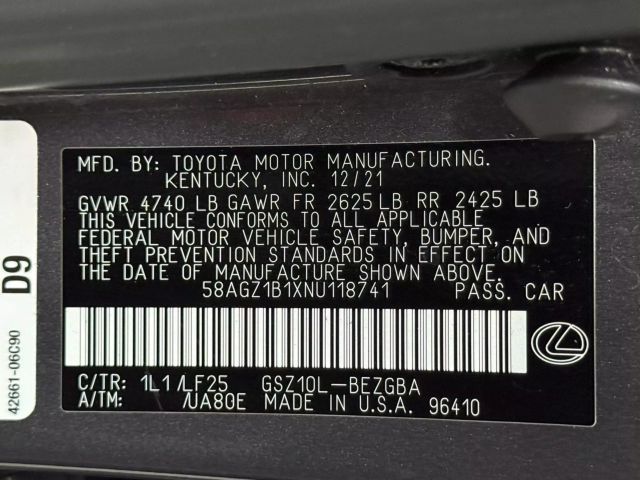 MFD. BY: TOYOTA MOTOR MANUFACTURING.
KENTUCKY, INC. 12/21
GVWR 4740 LB GAWR FR 2625 LB RR 2425 LB
THIS VEHICLE CONFORMS TO ALL APPLICABLE
FEDERAL MOTOR VEHICLE SAFETY, BUMPER, AND
THEFT PREVENTION STANDARDS IN EFFECT ON
THE DATE OF MANUFACTURE SHOWN ABOVE.
58AGZ1B1XNU118741 PASS. CAR
C/TR: 1L1/LF25 GSZ10L-BEZGBA
A/TM: /UA80E MADE IN U.S.A. 96410
D9
42661-06C90